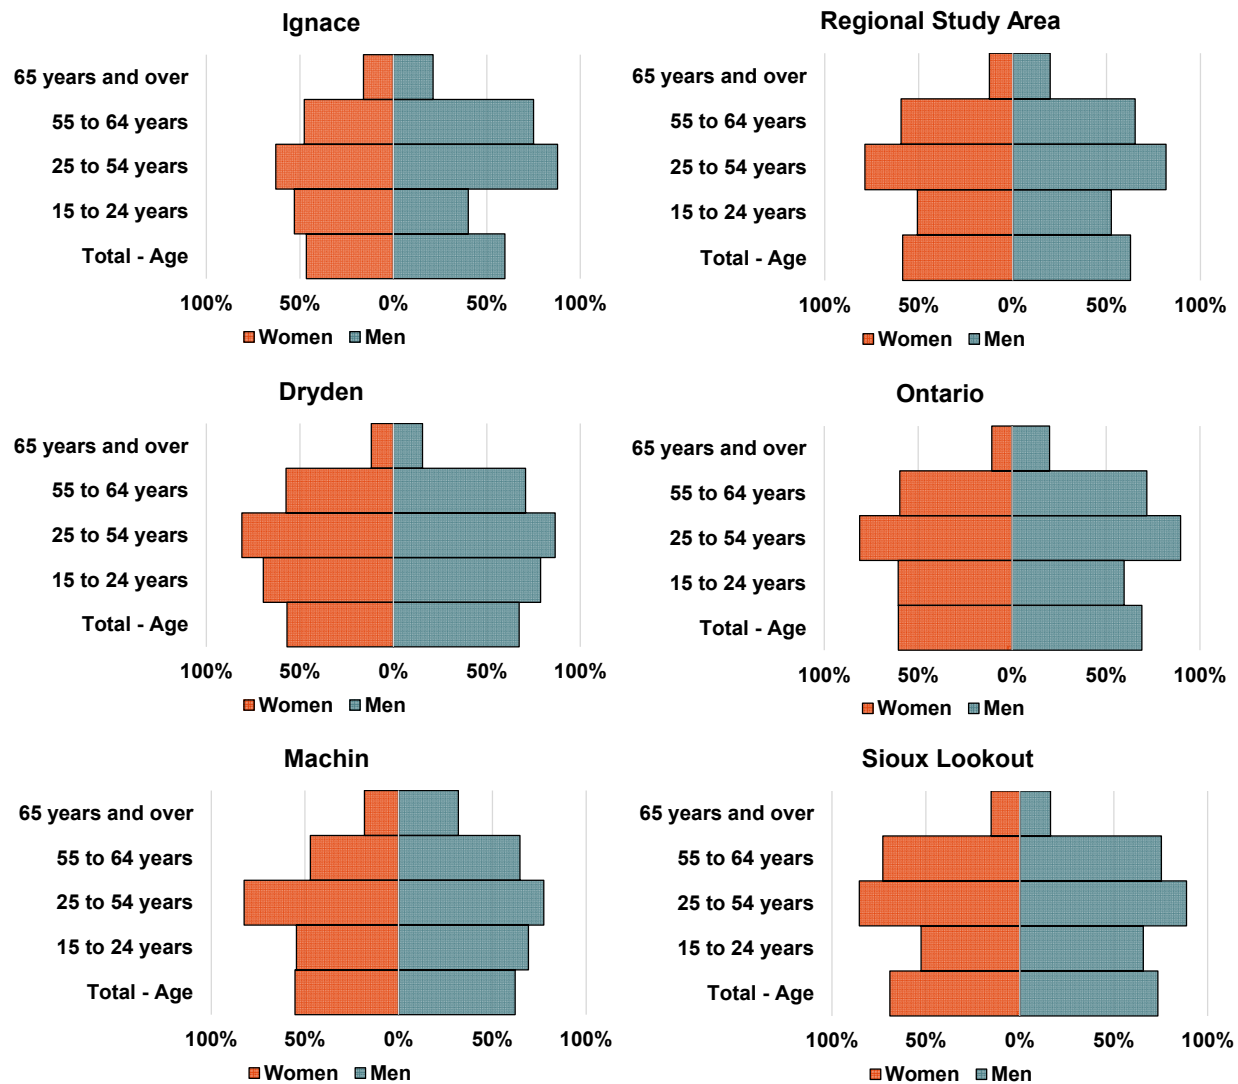 Ignace
65 years and over
55 to 64 years
25 to 54 years
15 to 24 years
Total - Age
100% 50% 0% 50% 100%
Women Men
Regional Study Area
65 years and over
55 to 64 years
25 to 54 years
15 to 24 years
Total - Age
100% 50% 0% 50% 100%
Women Men
Dryden
65 years and over
55 to 64 years
25 to 54 years
15 to 24 years
Total - Age
100% 50% 0% 50% 100%
Women Men
Ontario
65 years and over
55 to 64 years
25 to 54 years
15 to 24 years
Total - Age
100% 50% 0% 50% 100%
Women Men
Machin
65 years and over
55 to 64 years
25 to 54 years
15 to 24 years
Total - Age
100% 50% 0% 50% 100%
Women Men
Sioux Lookout
65 years and over
55 to 64 years
25 to 54 years
15 to 24 years
Total - Age
100% 50% 0% 50% 100%
Women Men